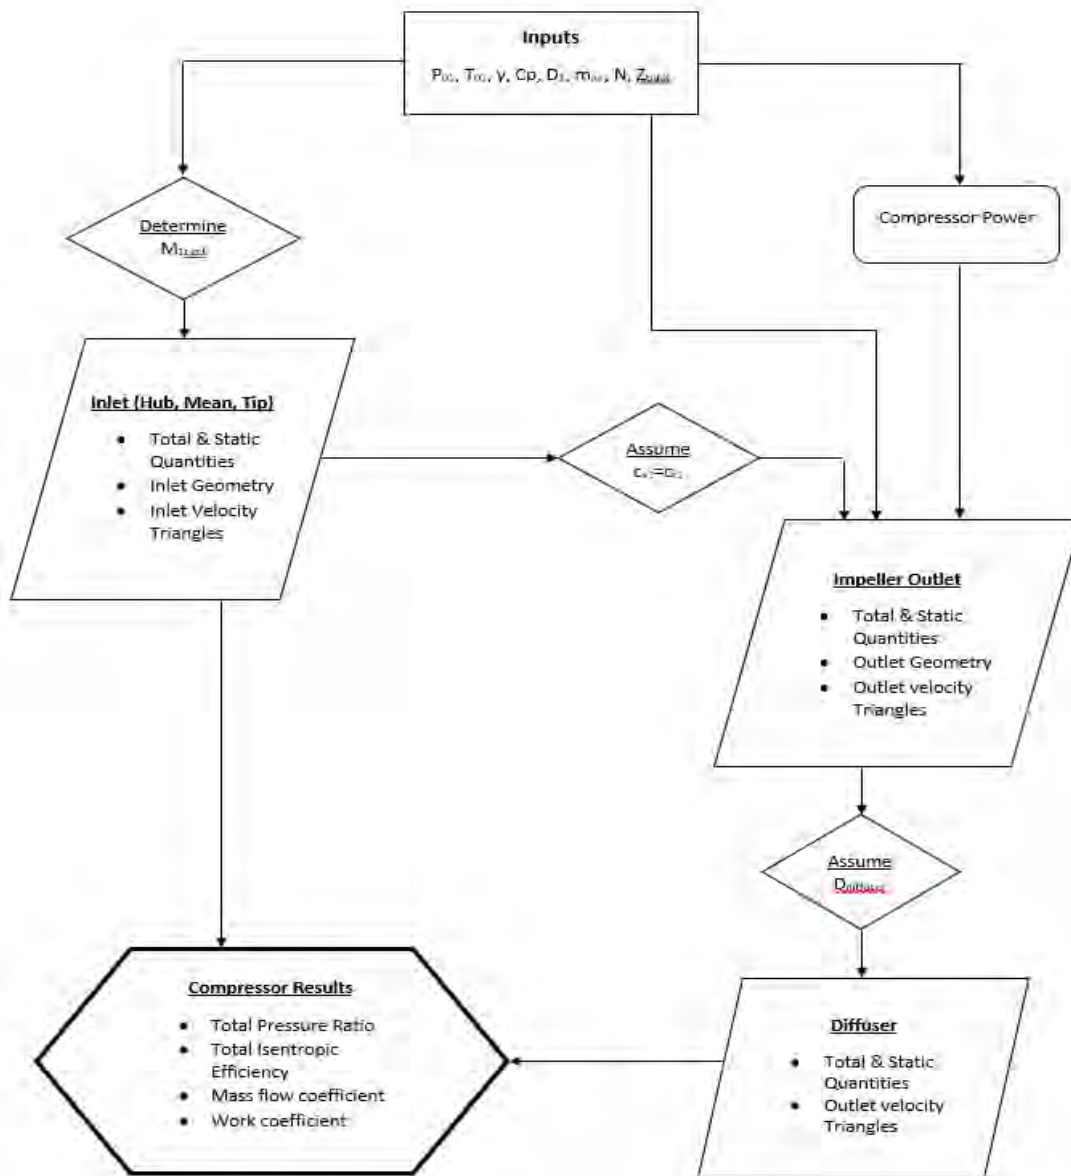 Inputs
P₀₁, T₀₁, γ, Cp,
Determine
Compressor Power
Inlet (Hub, Mean, Tip)
• Total & Static
Quantities
• Inlet Geometry
• Inlet Velocity
Triangles
Assume
Impeller Outlet
• Total & Static
Quantities
• Outlet Geometry
• Outlet velocity
Triangles
Assume
D_diffuser
Compressor Results
• Total Pressure Ratio
• Total Isentropic
Efficiency
• Mass flow coefficient
• Work coefficient
Diffuser
• Total & Static
Quantities
• Outlet velocity
Triangles